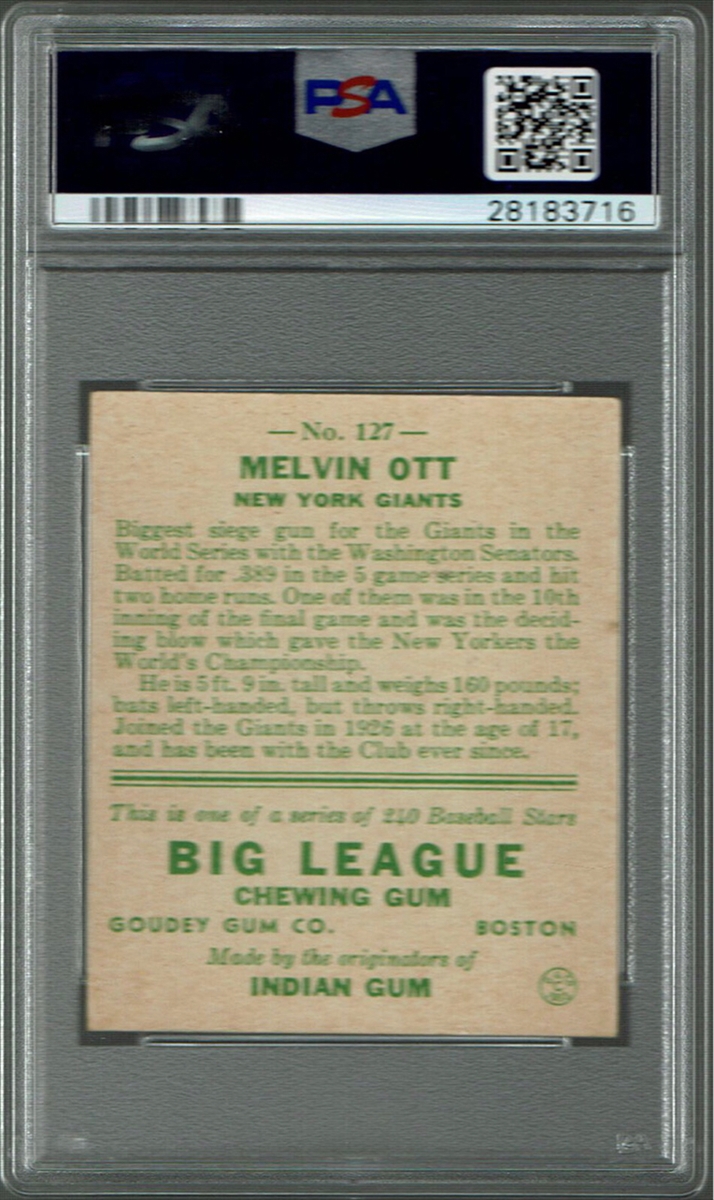 PSA
28183716
— No. 127 —
MELVIN OTT
NEW YORK GIANTS
Biggest siege gun for the Giants in the
World Series with the Washington Senators.
Batted for .389 in the 5 game series and hit
two home runs. One of them was in the 10th
inning of the final game and was the decid-
ing blow which gave the New Yorkers the
World's Championship.
He is 5 ft. 9 in. tall and weighs 160 pounds;
bats left-handed, but throws right-handed.
Joined the Giants in 1926 at the age of 17,
and has been with the Club ever since.
This is one of a series of 240 Baseball Stars
BIG LEAGUE
CHEWING GUM
GOUDEY GUM CO. BOSTON
Made by the originators of
INDIAN GUM